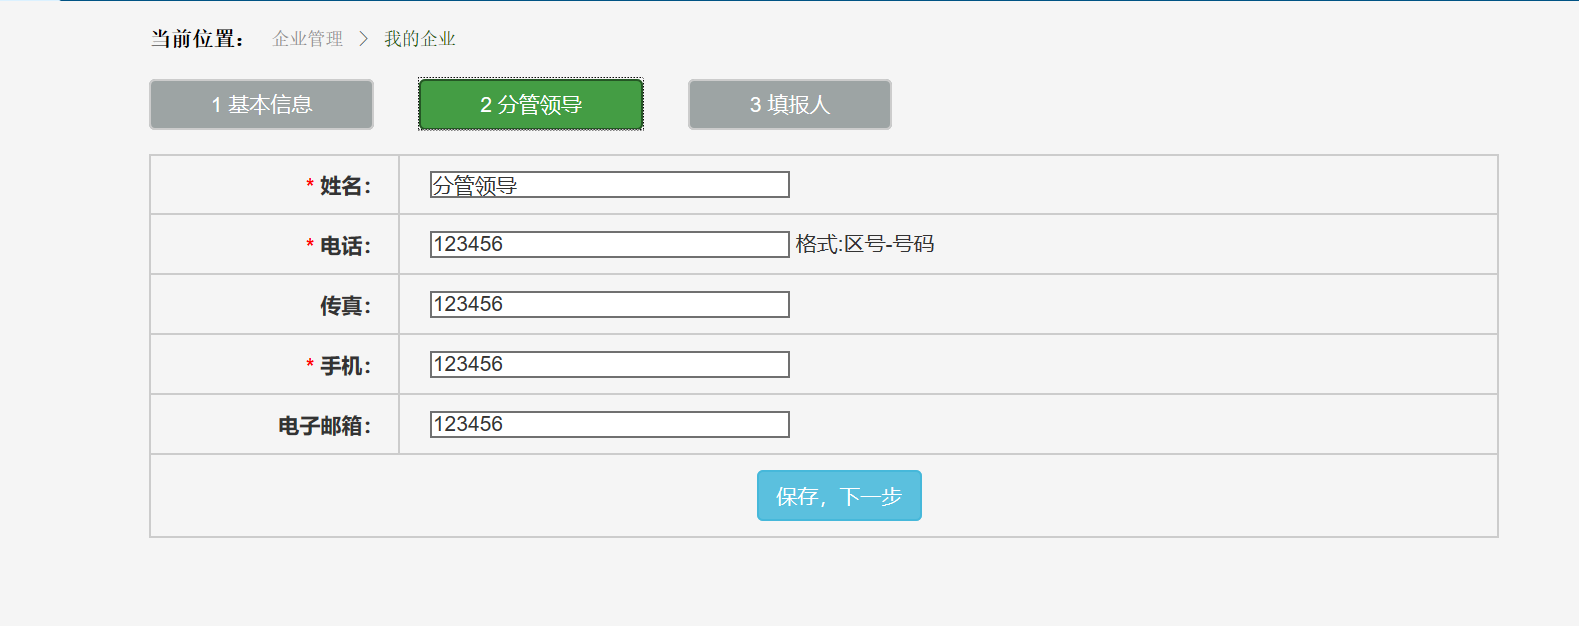 当前位置： 企业管理 > 我的企业
1 基本信息 2 分管领导 3 填报人
* 姓名： 分管领导
* 电话： 123456 格式:区号-号码
传真： 123456
* 手机： 123456
电子邮箱： 123456
保存，下一步